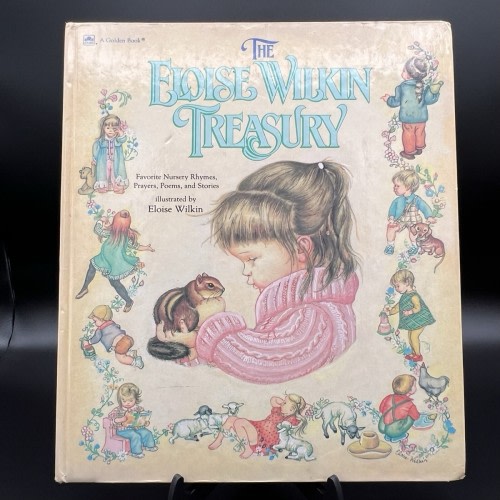 A Golden Book®
THE
ELOISE WILKIN
TREASURY
Favorite Nursery Rhymes,
Prayers, Poems, and Stories
illustrated by
Eloise Wilkin